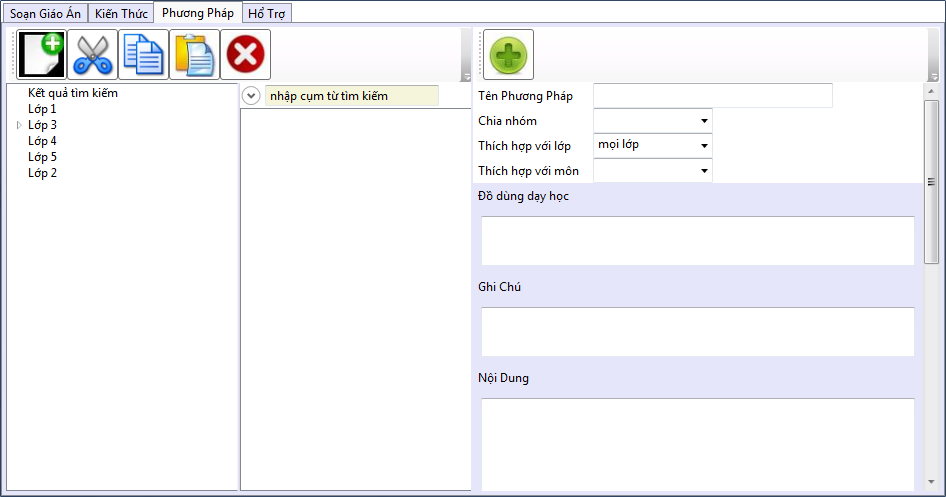 Soạn Giáo Án Kiến Thức Phương Pháp Hổ Trợ
Kết quả tìm kiếm
Lớp 1
Lớp 3
Lớp 4
Lớp 5
Lớp 2
nhập cụm từ tìm kiếm
Tên Phương Pháp
Chia nhóm
Thích hợp với lớp mọi lớp
Thích hợp với môn
Đồ dùng dạy học
Ghi Chú
Nội Dung